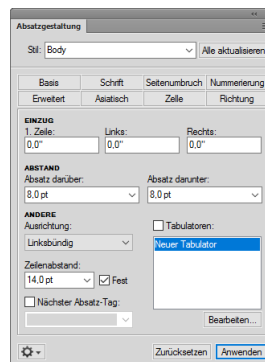 Absatzgestaltung
Stil: Body Alle aktualisieren
Basis Schrift Seitenumbruch Nummerierung
Erweitert Asiatisch Zelle Richtung
EINZUG
1. Zeile: Links: Rechts:
0,0" 0,0" 0,0"
ABSTAND
Absatz darüber: Absatz darunter:
8,0 pt 8,0 pt
ANDERE
Ausrichtung: Tabulatoren:
Linksbündig Neuer Tabulator
Zeilenabstand:
14,0 pt Fest
Nächster Absatz-Tag:
Bearbeiten...
Zurücksetzen Anwenden